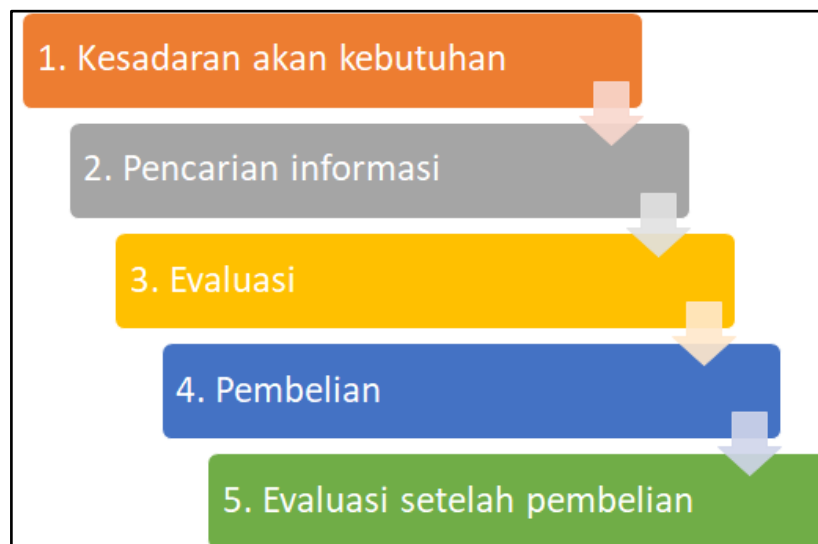 1. Kesadaran akan kebutuhan
2. Pencarian informasi
3. Evaluasi
4. Pembelian
5. Evaluasi setelah pembelian